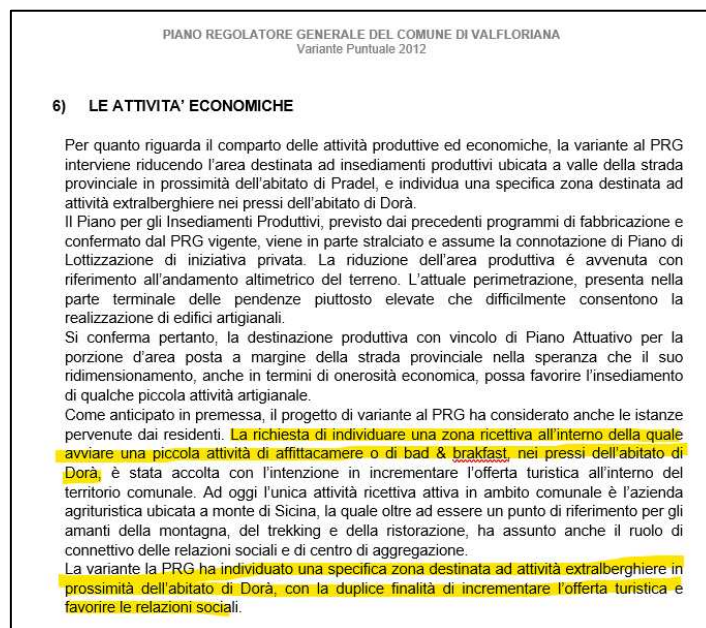 PIANO REGOLATORE GENERALE DEL COMUNE DI VALFLORIANA
Variante Puntuale 2012
6) LE ATTIVITA' ECONOMICHE
Per quanto riguarda il comparto delle attività produttive ed economiche, la variante al PRG
interviene riducendo l'area destinata ad insediamenti produttivi ubicata a valle della strada
provinciale in prossimità dell'abitato di Pradel, e individua una specifica zona destinata ad
attività extralberghiere nei pressi dell'abitato di Dorà.
Il Piano per gli Insediamenti Produttivi, previsto dai precedenti programmi di fabbricazione e
confermato dal PRG vigente, viene in parte stralciato e assume la connotazione di Piano di
Lottizzazione di iniziativa privata. La riduzione dell'area produttiva é avvenuta con
riferimento all'andamento altimetrico del terreno. L'attuale perimetrazione, presenta nella
parte terminale delle pendenze piuttosto elevate che difficilmente consentono la
realizzazione di edifici artigianali.
Si conferma pertanto, la destinazione produttiva con vincolo di Piano Attuativo per la
porzione d'area posta a margine della strada provinciale nella speranza che il suo
ridimensionamento, anche in termini di onerosità economica, possa favorire l'insediamento
di qualche piccola attività artigianale.
Come anticipato in premessa, il progetto di variante al PRG ha considerato anche le istanze
pervenute dai residenti. La richiesta di individuare una zona ricettiva all'interno della quale
avviare una piccola attività di affittacamere o di bad & brakfast, nei pressi dell'abitato di
Dorà, è stata accolta con l'intenzione in incrementare l'offerta turistica all'interno del
territorio comunale. Ad oggi l'unica attività ricettiva attiva in ambito comunale è l'azienda
agrituristica ubicata a monte di Sicina, la quale oltre ad essere un punto di riferimento per gli
amanti della montagna, del trekking e della ristorazione, ha assunto anche il ruolo di
connettivo delle relazioni sociali e di centro di aggregazione.
La variante la PRG ha individuato una specifica zona destinata ad attività extralberghiere in
prossimità dell'abitato di Dorà, con la duplice finalità di incrementare l'offerta turistica e
favorire le relazioni sociali.